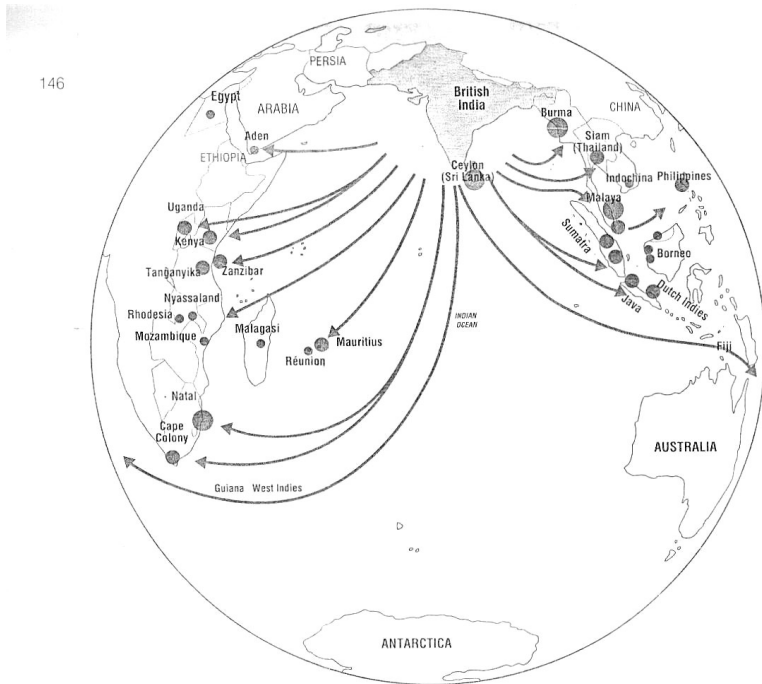 146
PERSIA
Egypt
ARABIA
British
India
CHINA
Burma
Aden
Siam
(Thailand)
ETHIOPIA
Ceylon
(Sri Lanka)
Indochina
Philippines
Malaya
Uganda
Kenya
Sumatra
Borneo
Tanganyika
Zanzibar
Dutch Indies
Java
Nyassaland
Rhodesia
Malagasi
INDIAN
OCEAN
Mozambique
Mauritius
Réunion
Fiji
Natal
Cape
Colony
AUSTRALIA
Guiana West Indies
ANTARCTICA